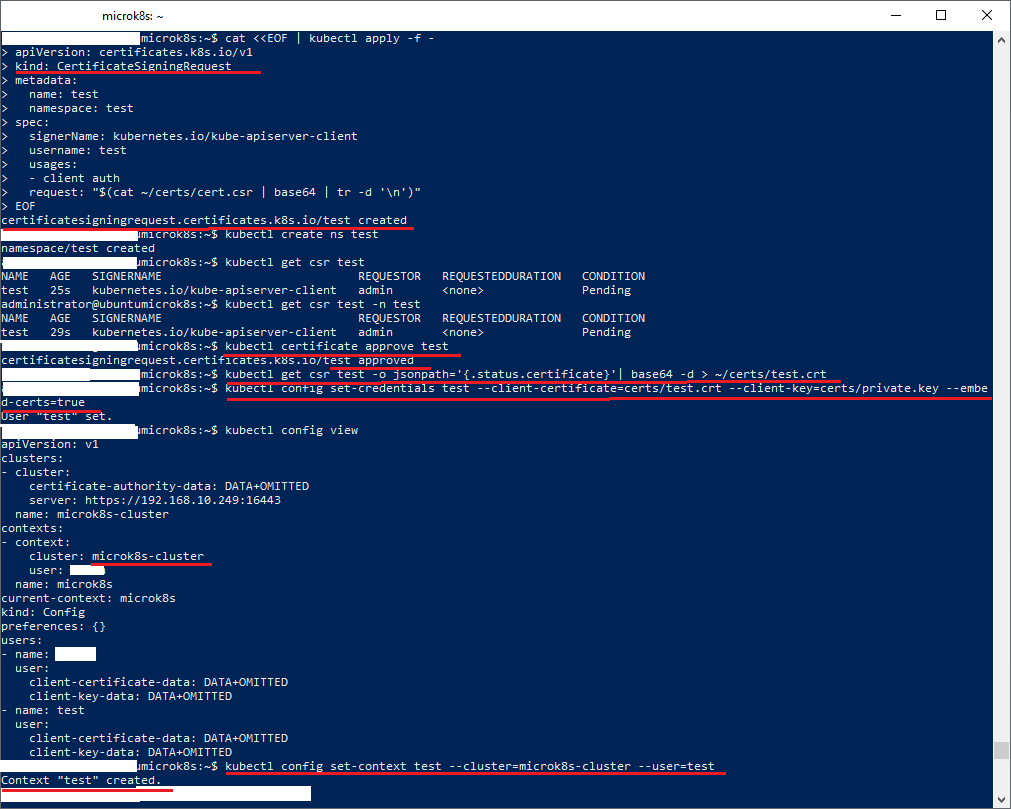 microk8s: ~
microk8s:~$ cat <<EOF | kubectl apply -f -
> apiVersion: certificates.k8s.io/v1
> kind: CertificateSigningRequest
> metadata:
>   name: test
>   namespace: test
> spec:
>   signerName: kubernetes.io/kube-apiserver-client
>   username: test
>   usages:
>   - client auth
>   request: "$(cat ~/certs/cert.csr | base64 | tr -d '\n')"
> EOF
certificatesigningrequest.certificates.k8s.io/test created
umicrok8s:~$ kubectl create ns test
namespace/test created
umicrok8s:~$ kubectl get csr test
NAME   AGE   SIGNERNAME                            REQUESTOR   REQUESTEDDURATION   CONDITION
test   25s   kubernetes.io/kube-apiserver-client   admin       <none>              Pending
administrator@ubuntumicrok8s:~$ kubectl get csr test -n test
NAME   AGE   SIGNERNAME                            REQUESTOR   REQUESTEDDURATION   CONDITION
test   29s   kubernetes.io/kube-apiserver-client   admin       <none>              Pending
umicrok8s:~$ kubectl certificate approve test
certificatesigningrequest.certificates.k8s.io/test approved
umicrok8s:~$ kubectl get csr test -o jsonpath='{.status.certificate}'| base64 -d > ~/certs/test.crt
umicrok8s:~$ kubectl config set-credentials test --client-certificate=certs/test.crt --client-key=certs/private.key --embe
d-certs=true
User "test" set.
umicrok8s:~$ kubectl config view
apiVersion: v1
clusters:
- cluster:
    certificate-authority-data: DATA+OMITTED
    server: https://192.168.10.249:16443
  name: microk8s-cluster
contexts:
- context:
    cluster: microk8s-cluster
    user:
  name: microk8s
current-context: microk8s
kind: Config
preferences: {}
users:
- name:
  user:
    client-certificate-data: DATA+OMITTED
    client-key-data: DATA+OMITTED
- name: test
  user:
    client-certificate-data: DATA+OMITTED
    client-key-data: DATA+OMITTED
umicrok8s:~$ kubectl config set-context test --cluster=microk8s-cluster --user=test
Context "test" created.